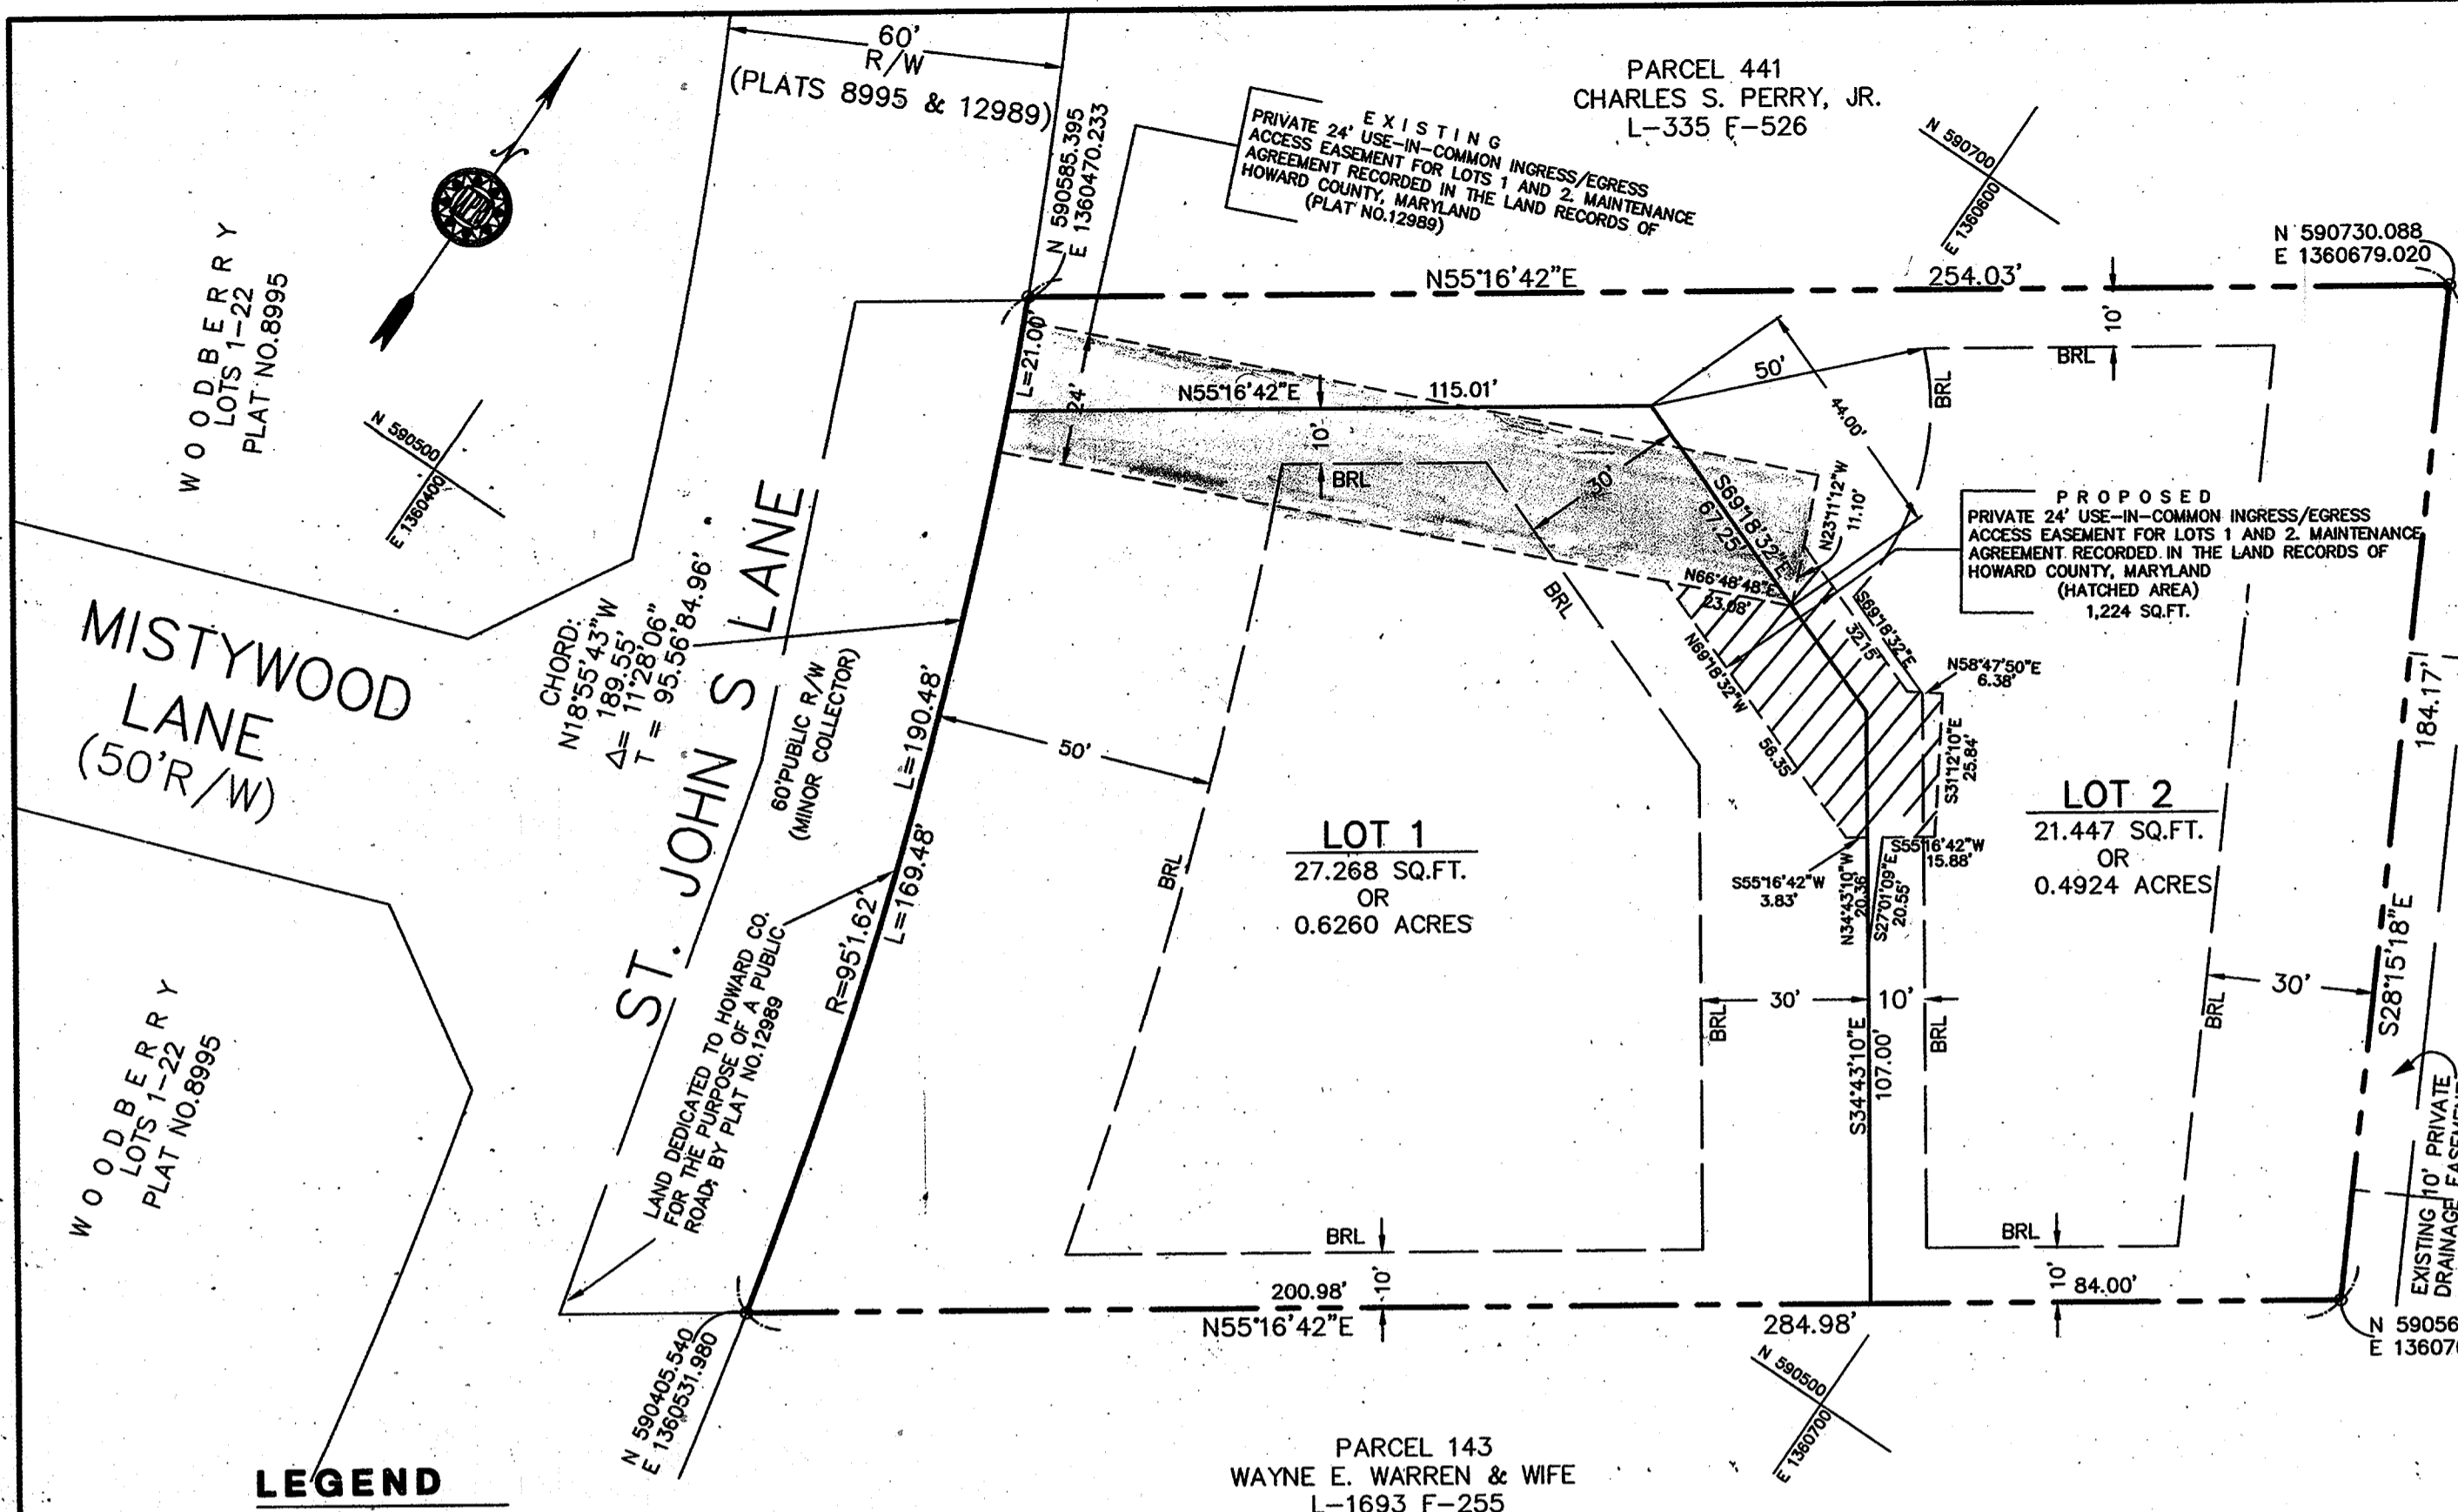 60'
R/W
(PLATS 8995 & 12989)
PARCEL 441
CHARLES S. PERRY, JR.
L-335 F-526
EXISTING
PRIVATE 24' USE-IN-COMMON INGRESS/EGRESS
ACCESS EASEMENT FOR LOTS 1 AND 2. MAINTENANCE
AGREEMENT RECORDED IN THE LAND RECORDS OF
HOWARD COUNTY, MARYLAND
(PLAT NO.12989)
N 590585.395
E 1360470.233
N 590700
E 1360600
N 590730.088
E 1360679.020
N55°16'42"E
254.03'
10'
WOODBERRY
LOTS 1-22
PLAT NO.8995
N 590500
E 1360400
L=21.00'
24'
N55°16'42"E
115.01'
10'
BRL
50'
44.00'
BRL
BRL
30'
S69°18'32"E
67.25'
N23°11'12"W
11.10'
PROPOSED
PRIVATE 24' USE-IN-COMMON INGRESS/EGRESS
ACCESS EASEMENT FOR LOTS 1 AND 2. MAINTENANCE
AGREEMENT RECORDED IN THE LAND RECORDS OF
HOWARD COUNTY, MARYLAND
(HATCHED AREA)
1,224 SQ.FT.
N66°48'48"E
23.08'
BRL
S69°18'32"E
32.15'
N69°18'32"W
56.35'
N58°47'50"E
6.38'
S31°12'10"E
25.84'
184.17'
MISTYWOOD
LANE
(50'R/W)
CHORD:
N18°55'43"W
189.55'
Δ= 11°28'06"
T = 95.56'84.96'
ST. JOHN S LANE
60'PUBLIC R/W
(MINOR COLLECTOR)
L=190.48'
50'
L=169.48'
R=95'1.62'
BRL
LOT 1
27.268 SQ.FT.
OR
0.6260 ACRES
LOT 2
21.447 SQ.FT.
OR
0.4924 ACRES
S55°16'42"W
3.83'
S55°16'42"W
15.88'
N34°43'10"W
20.36'
S27°01'09"E
20.55'
30'
10'
BRL
BRL
S34°43'10"E
107.00'
30'
BRL
S28°15'18"E
EXISTING 10' PRIVATE
DRAINAGE EASEMENT
WOODBERRY
LOTS 1-22
PLAT NO.8995
LAND DEDICATED TO HOWARD CO.
FOR THE PURPOSE OF A PUBLIC
ROAD; BY PLAT NO.12989
BRL
10'
BRL
10'
200.98'
N55°16'42"E
284.98'
84.00'
N 590405.540
E 1360531.980
N 590500
E 1360700
N 59056
E 13607
PARCEL 143
WAYNE E. WARREN & WIFE
L-1693 F-255
LEGEND